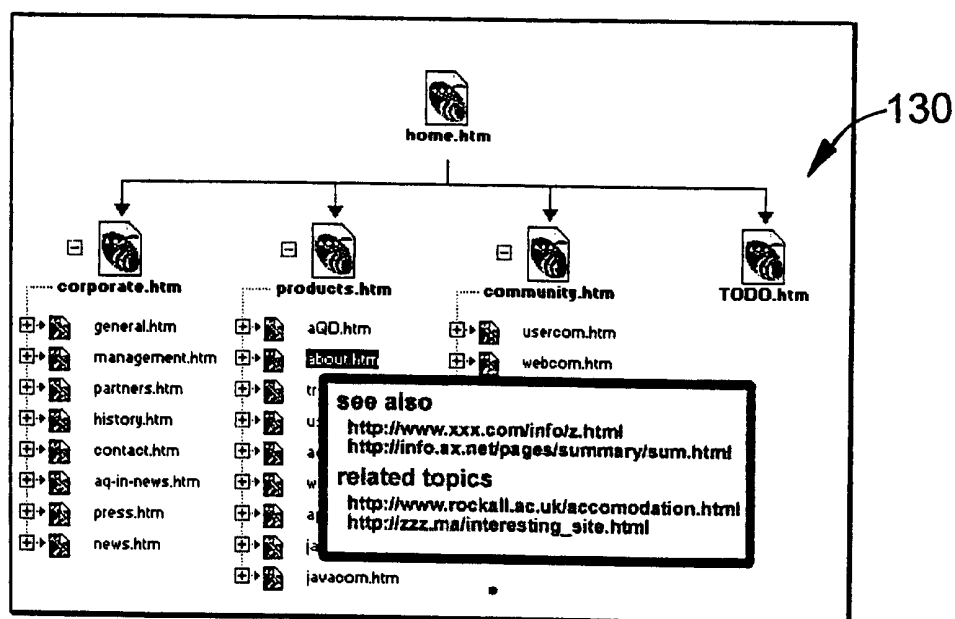 130
home.htm
corporate.htm
products.htm
community.htm
TODO.htm
general.htm
management.htm
partners.htm
history.htm
contact.htm
aq-in-news.htm
press.htm
news.htm
aQD.htm
about.htm
javacom.htm
usercom.htm
webcom.htm
see also
http://www.xxx.com/info/z.html
http://info.ax.net/pages/summary/sum.html
related topics
http://www.rockall.ac.uk/accomodation.html
http://zzz.ma/interesting_site.html